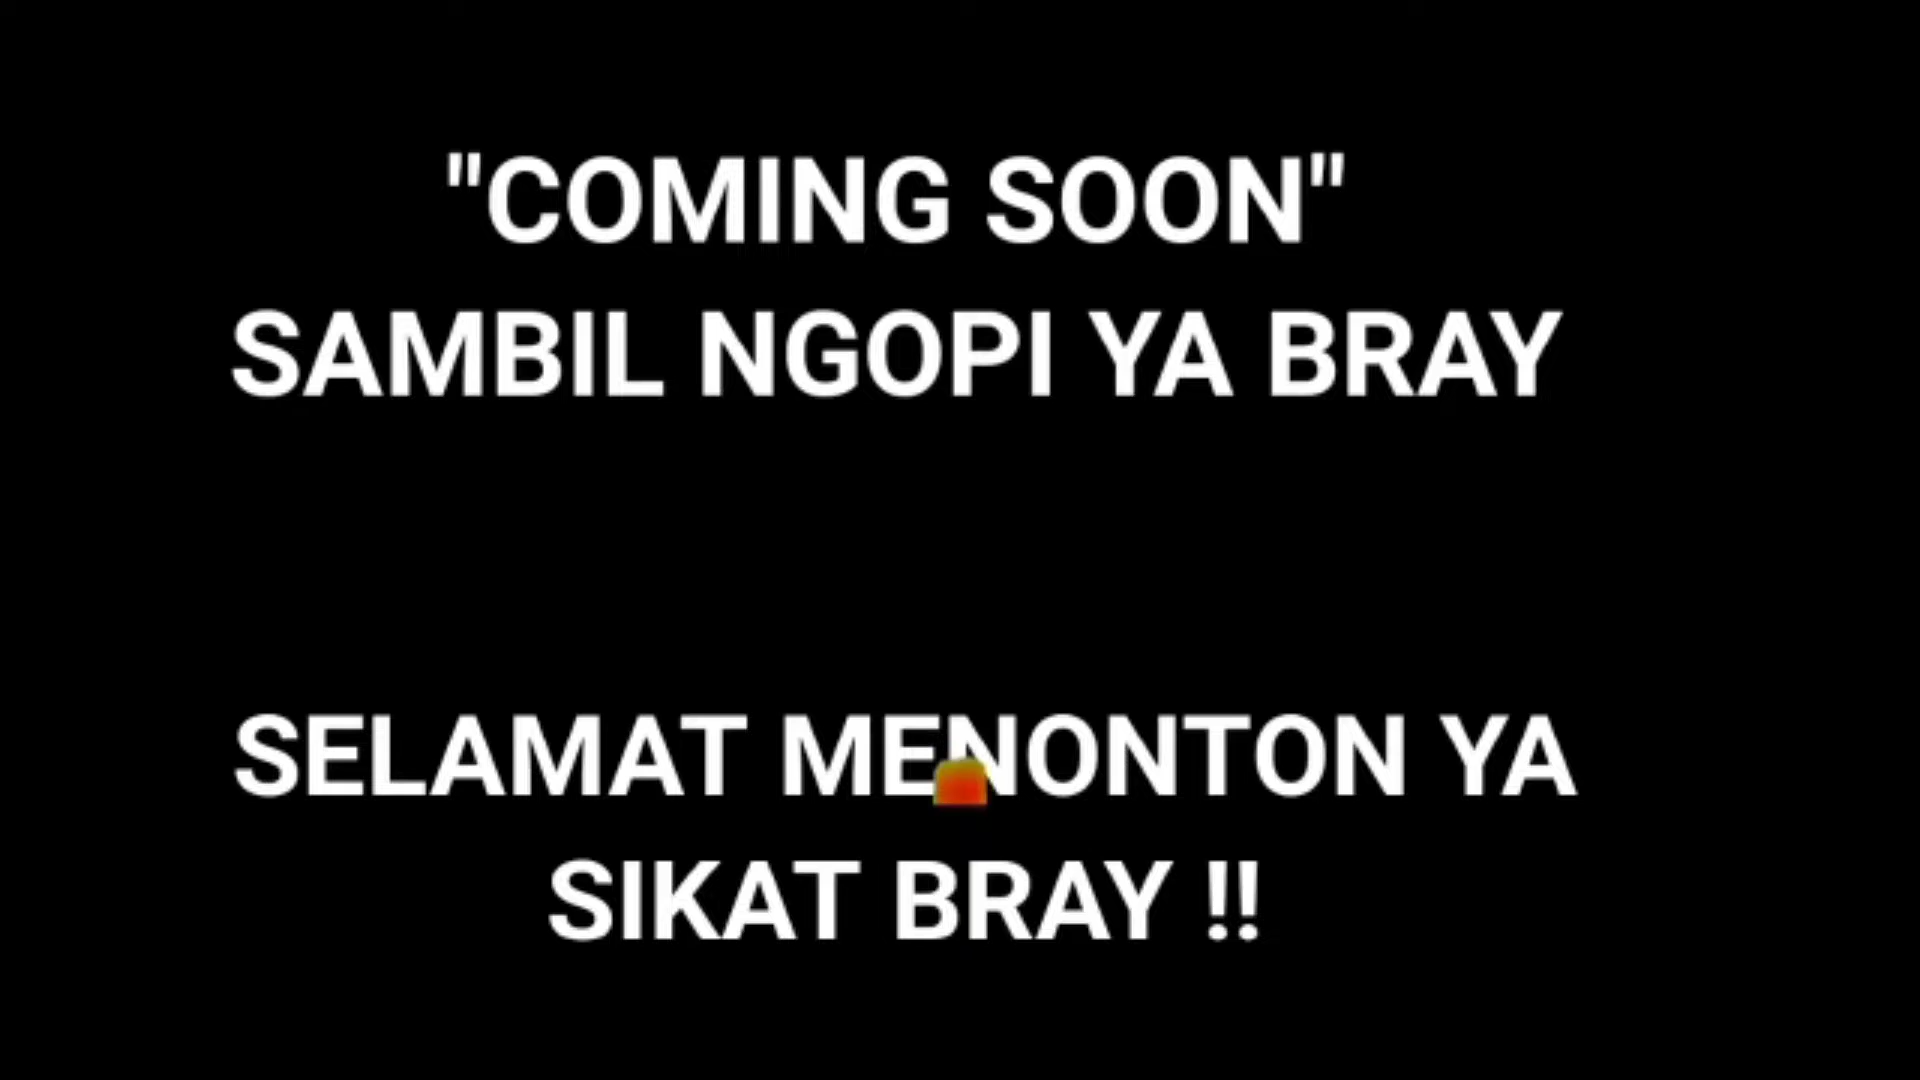 "COMING SOON"
SAMBIL NGOPI YA BRAY
SELAMAT MENONTON YA
SIKAT BRAY !!